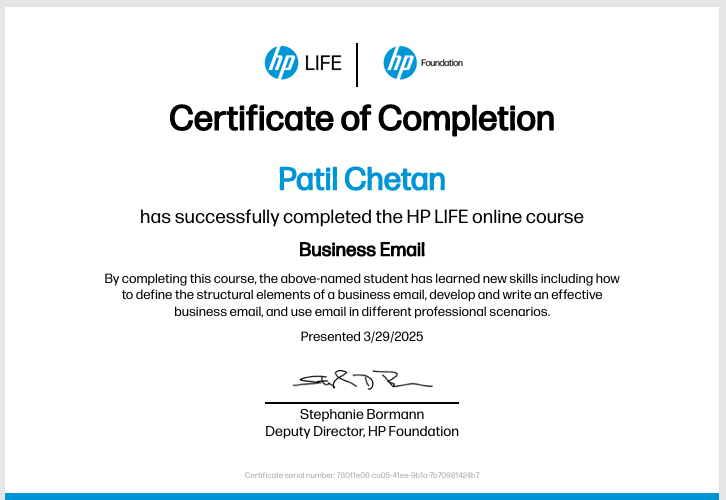 hp LIFE hp Foundation
Certificate of Completion
Patil Chetan
has successfully completed the HP LIFE online course
Business Email
By completing this course, the above-named student has learned new skills including how
to define the structural elements of a business email, develop and write an effective
business email, and use email in different professional scenarios.
Presented 3/29/2025
Stephanie Bormann
Deputy Director, HP Foundation
Certificate serial number: 780f1e08-ca05-41ee-9b1a-7b70981424b7